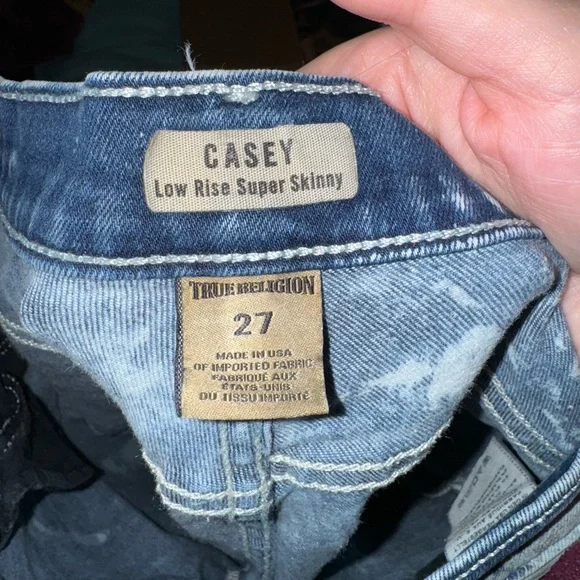 CASEY
Low Rise Super Skinny
TRUE RELIGION
27
MADE IN USA
OF IMPORTED FABRIC
FABRIQUÉ AUX
ÉTATS-UNIS
DU TISSU IMPORTÉ